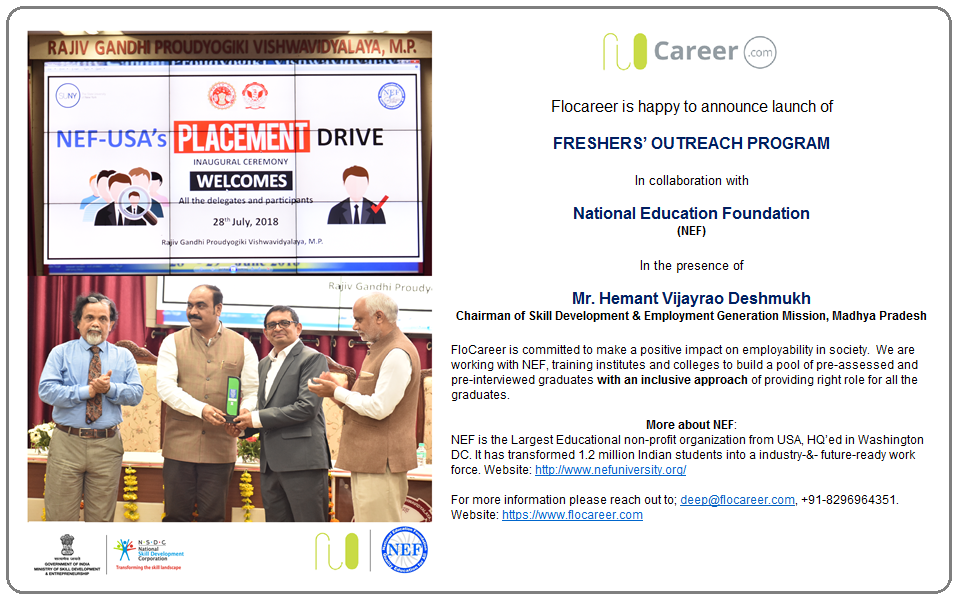 RAJIV GANDHI PROUDYOGIKI VISHWAVIDYALAYA, M.P.
SUNY
NEF
NEF-USA's PLACEMENT DRIVE
INAUGURAL CEREMONY
WELCOMES
All the delegates and participants
28th July, 2018
Rajiv Gandhi Proudyogiki Vishwavidyalaya, M.P.
Rajiv Gandhi Proudy
GOVERNMENT OF INDIA
MINISTRY OF SKILL DEVELOPMENT
& ENTREPRENEURSHIP
N·S·D·C
National
Skill Development
Corporation
Transforming the skill landscape
NEF
Career .com
Flocareer is happy to announce launch of
FRESHERS' OUTREACH PROGRAM
In collaboration with
National Education Foundation
(NEF)
In the presence of
Mr. Hemant Vijayrao Deshmukh
Chairman of Skill Development & Employment Generation Mission, Madhya Pradesh
FloCareer is committed to make a positive impact on employability in society. We are
working with NEF, training institutes and colleges to build a pool of pre-assessed and
pre-interviewed graduates with an inclusive approach of providing right role for all the
graduates.
More about NEF:
NEF is the Largest Educational non-profit organization from USA, HQ'ed in Washington
DC. It has transformed 1.2 million Indian students into a industry-&- future-ready work
force. Website: http://www.nefuniversity.org/
For more information please reach out to; deep@flocareer.com, +91-8296964351.
Website: https://www.flocareer.com